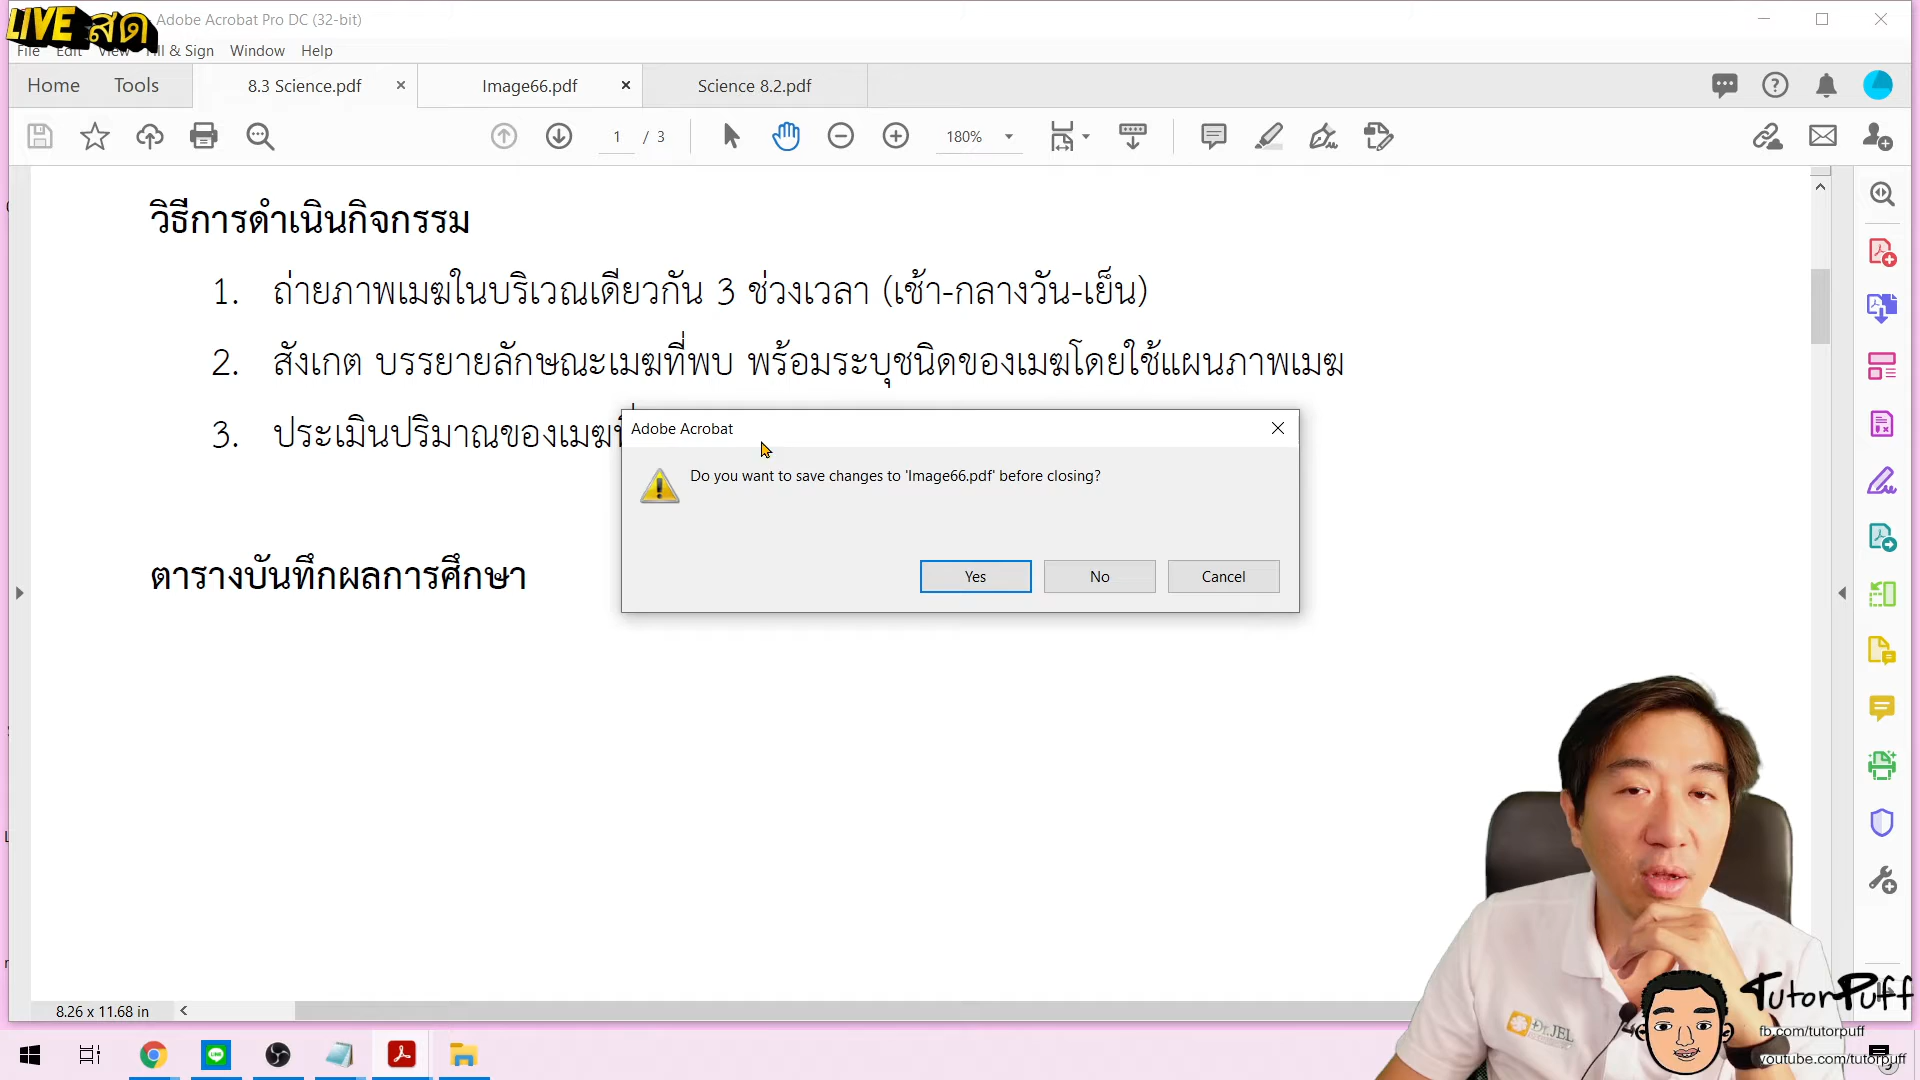 LIVE สด
Adobe Acrobat Pro DC (32-bit)
File Edit View Fill & Sign Window Help
Home Tools 8.3 Science.pdf Image66.pdf Science 8.2.pdf
1 / 3 180%
วิธีการดำเนินกิจกรรม
1. ถ่ายภาพเมฆในบริเวณเดียวกัน 3 ช่วงเวลา (เช้า-กลางวัน-เย็น)
2. สังเกต บรรยายลักษณะเมฆที่พบ พร้อมระบุชนิดของเมฆโดยใช้แผนภาพเมฆ
3. ประเมินปริมาณของเมฆที่
Adobe Acrobat
Do you want to save changes to 'Image66.pdf' before closing?
Yes No Cancel
ตารางบันทึกผลการศึกษา
8.26 x 11.68 in
Dr.JEL
TutorPuff
fb.com/tutorpuff
youtube.com/tutorpuff